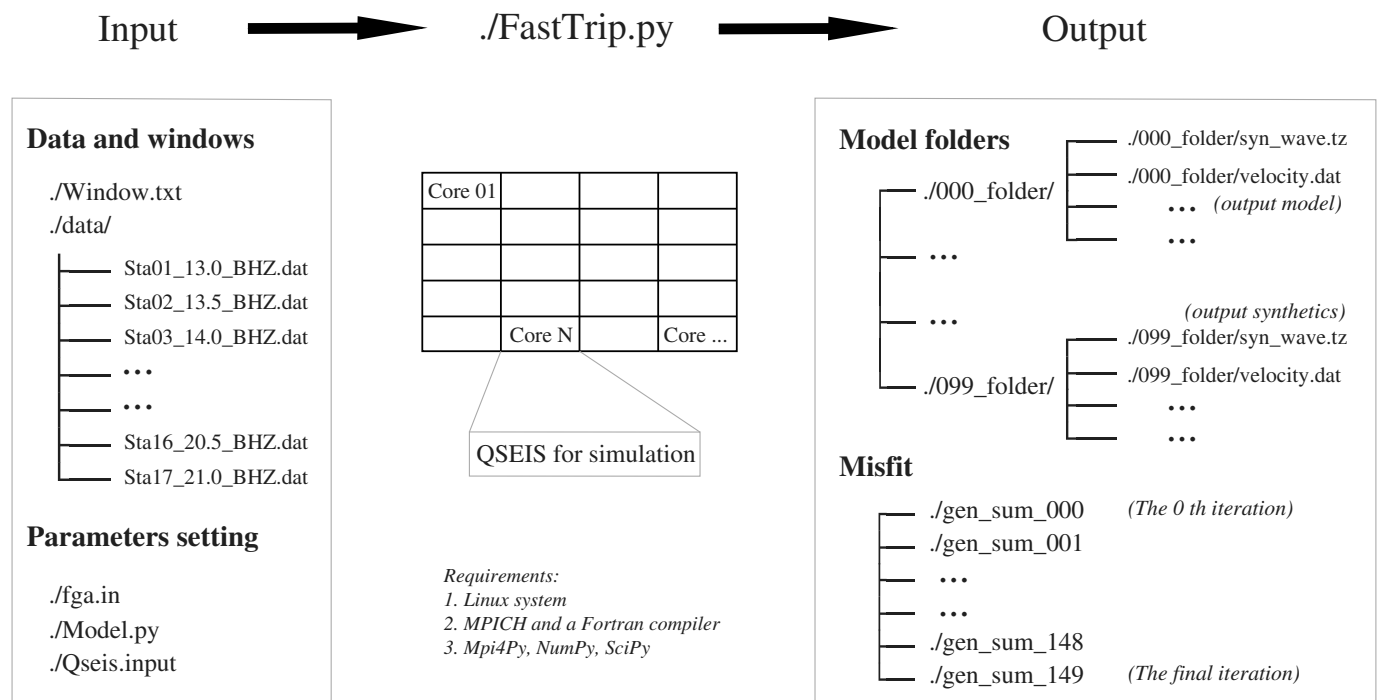 Input
./FastTrip.py
Output
Data and windows
./Window.txt
./data/
Sta01_13.0_BHZ.dat
Sta02_13.5_BHZ.dat
Sta03_14.0_BHZ.dat
...
...
Sta16_20.5_BHZ.dat
Sta17_21.0_BHZ.dat
Parameters setting
./fga.in
./Model.py
./Qseis.input
Core 01
Core N
Core ...
QSEIS for simulation
Requirements:
1. Linux system
2. MPICH and a Fortran compiler
3. Mpi4Py, NumPy, SciPy
Model folders
./000_folder/
./000_folder/syn_wave.tz
./000_folder/velocity.dat
... (output model)
...
...
...
(output synthetics)
./099_folder/
./099_folder/syn_wave.tz
./099_folder/velocity.dat
...
...
Misfit
./gen_sum_000 (The 0 th iteration)
./gen_sum_001
...
...
./gen_sum_148
./gen_sum_149 (The final iteration)